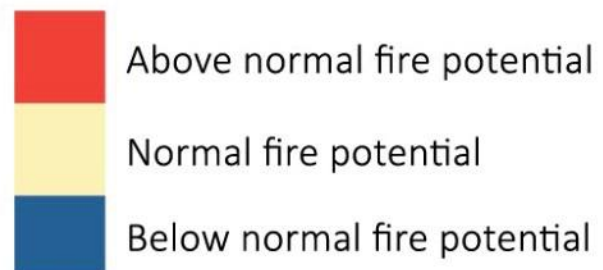 Above normal fire potential
Normal fire potential
Below normal fire potential